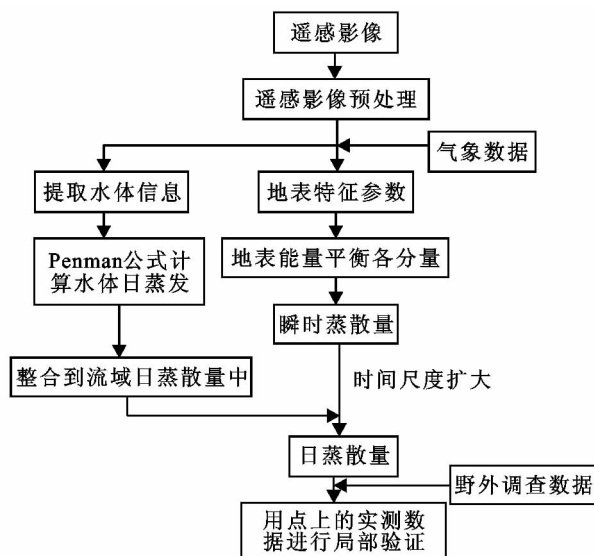 遥感影像
遥感影像预处理
气象数据
提取水体信息
地表特征参数
Penman公式计
算水体日蒸发
地表能量平衡各分量
瞬时蒸散量
整合到流域日蒸散量中
时间尺度扩大
日蒸散量
野外调查数据
用点上的实测数
据进行局部验证